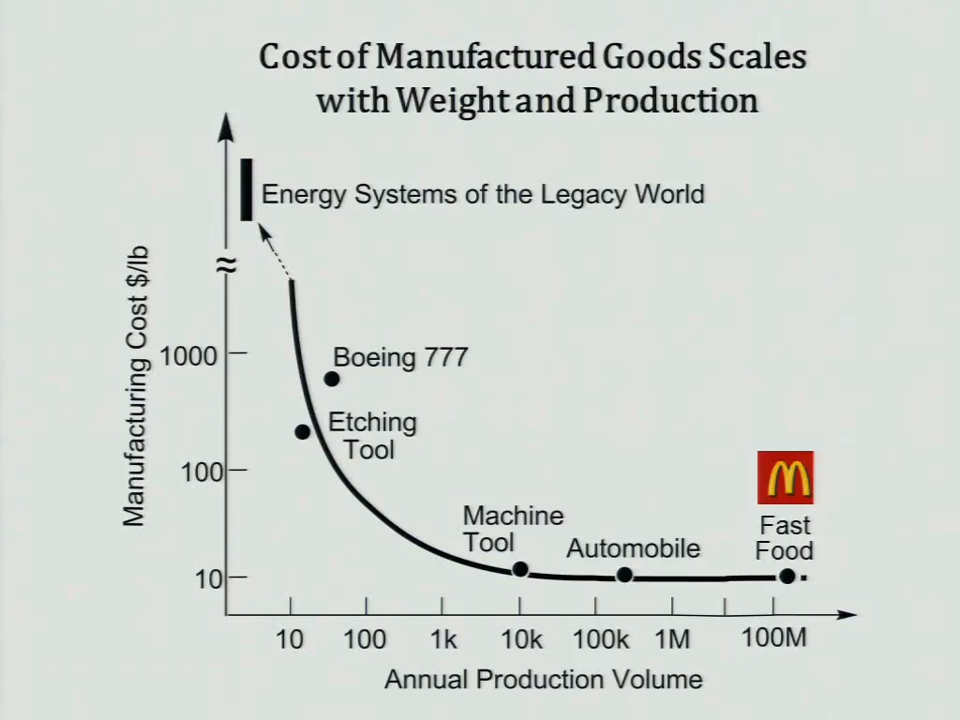 Cost of Manufactured Goods Scales
with Weight and Production
Energy Systems of the Legacy World
≈
Manufacturing Cost $/lb
1000
Boeing 777
Etching
Tool
100
Machine
Tool
Automobile
Fast
Food
10
10 100 1k 10k 100k 1M 100M
Annual Production Volume